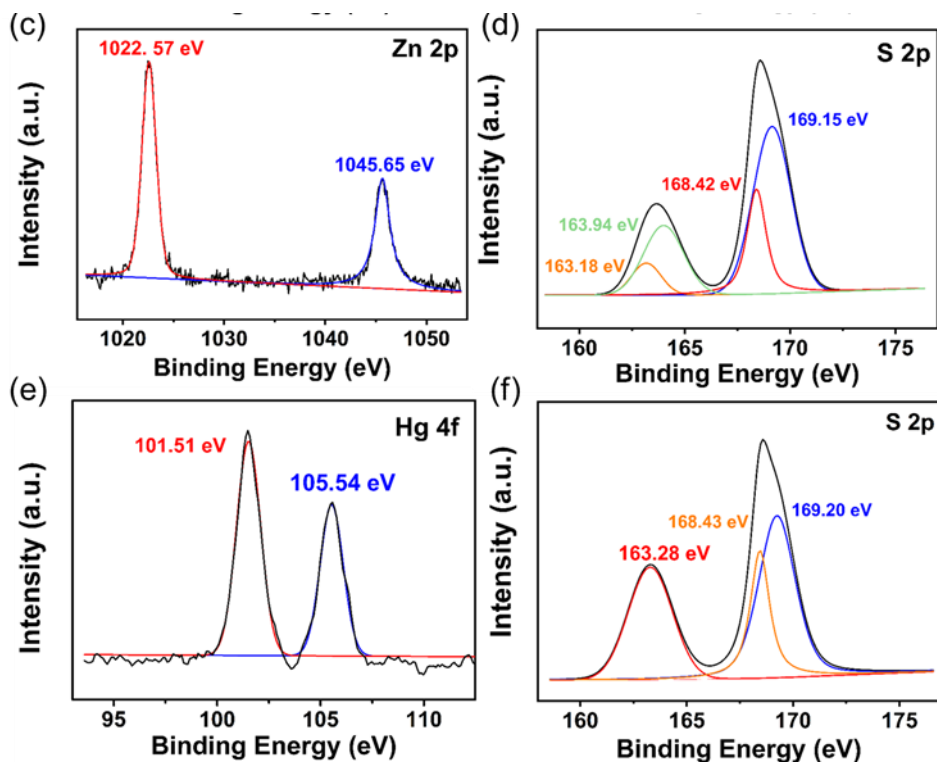 (c)
1022. 57 eV
Zn 2p
1045.65 eV
Intensity (a.u.)
1020 1030 1040 1050
Binding Energy (eV)
(d)
S 2p
169.15 eV
168.42 eV
163.94 eV
163.18 eV
Intensity (a.u.)
160 165 170 175
Binding Energy (eV)
(e)
Hg 4f
101.51 eV
105.54 eV
Intensity (a.u.)
95 100 105 110
Binding Energy (eV)
(f)
S 2p
169.20 eV
168.43 eV
163.28 eV
Intensity (a.u.)
160 165 170 175
Binding Energy (eV)